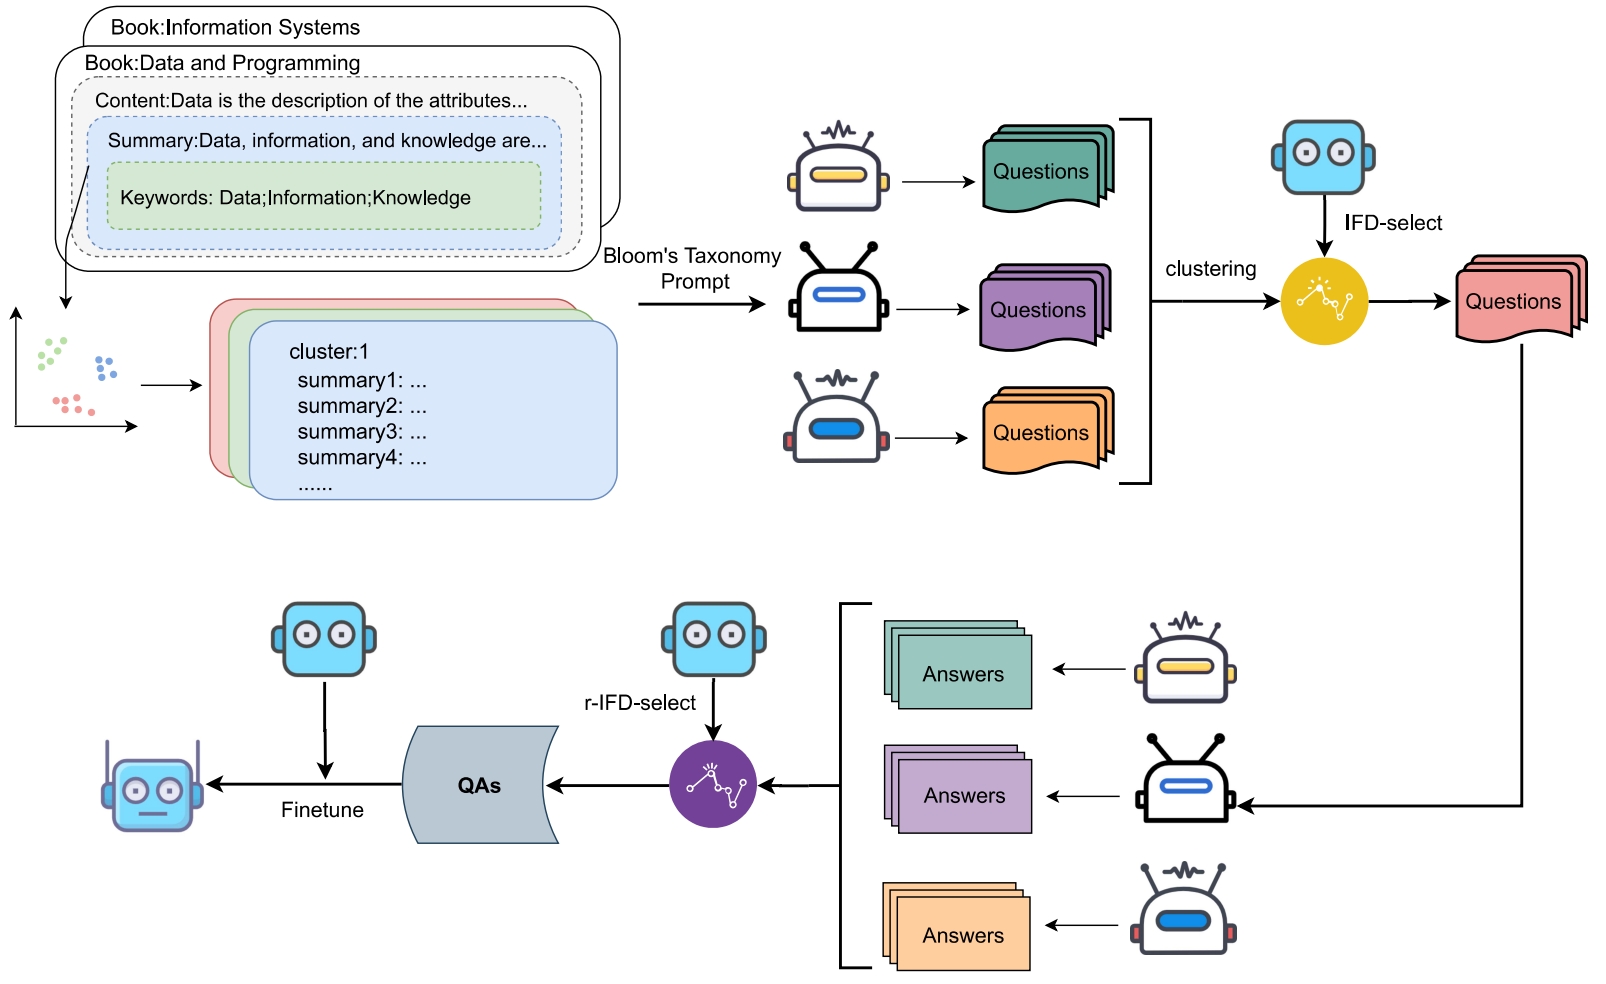 Book:Information Systems
Book:Data and Programming
Content:Data is the description of the attributes...
Summary:Data, information, and knowledge are...
Keywords: Data;Information;Knowledge
cluster:1
summary1: ...
summary2: ...
summary3: ...
summary4: ...
......
Bloom's Taxonomy
Prompt
Questions
Questions
Questions
clustering
IFD-select
Questions
Answers
Answers
Answers
r-IFD-select
QAs
Finetune